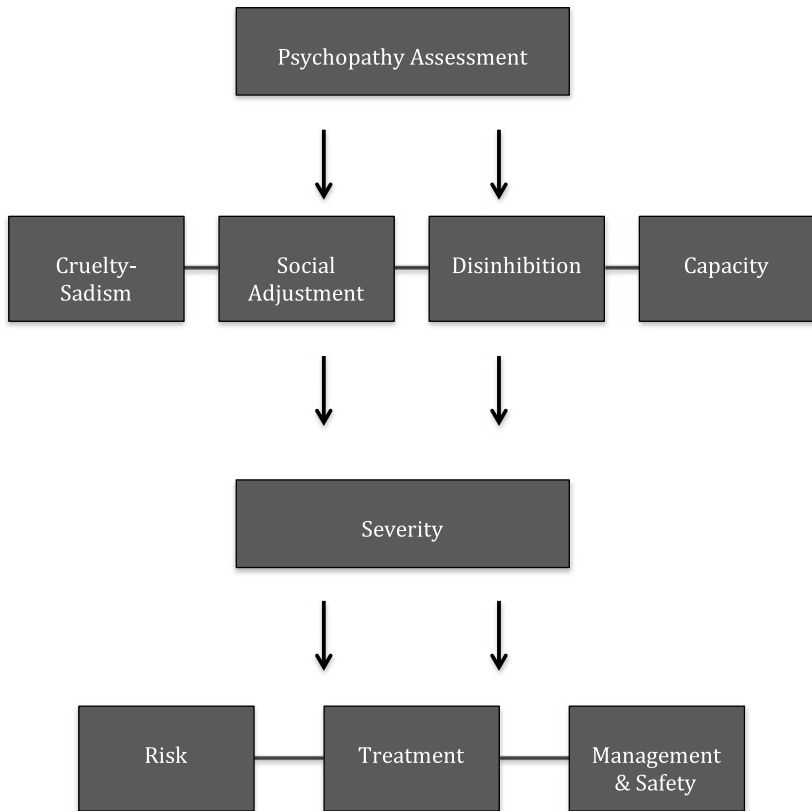 Psychopathy Assessment
Cruelty-
Sadism
Social
Adjustment
Disinhibition
Capacity
Severity
Risk
Treatment
Management
& Safety